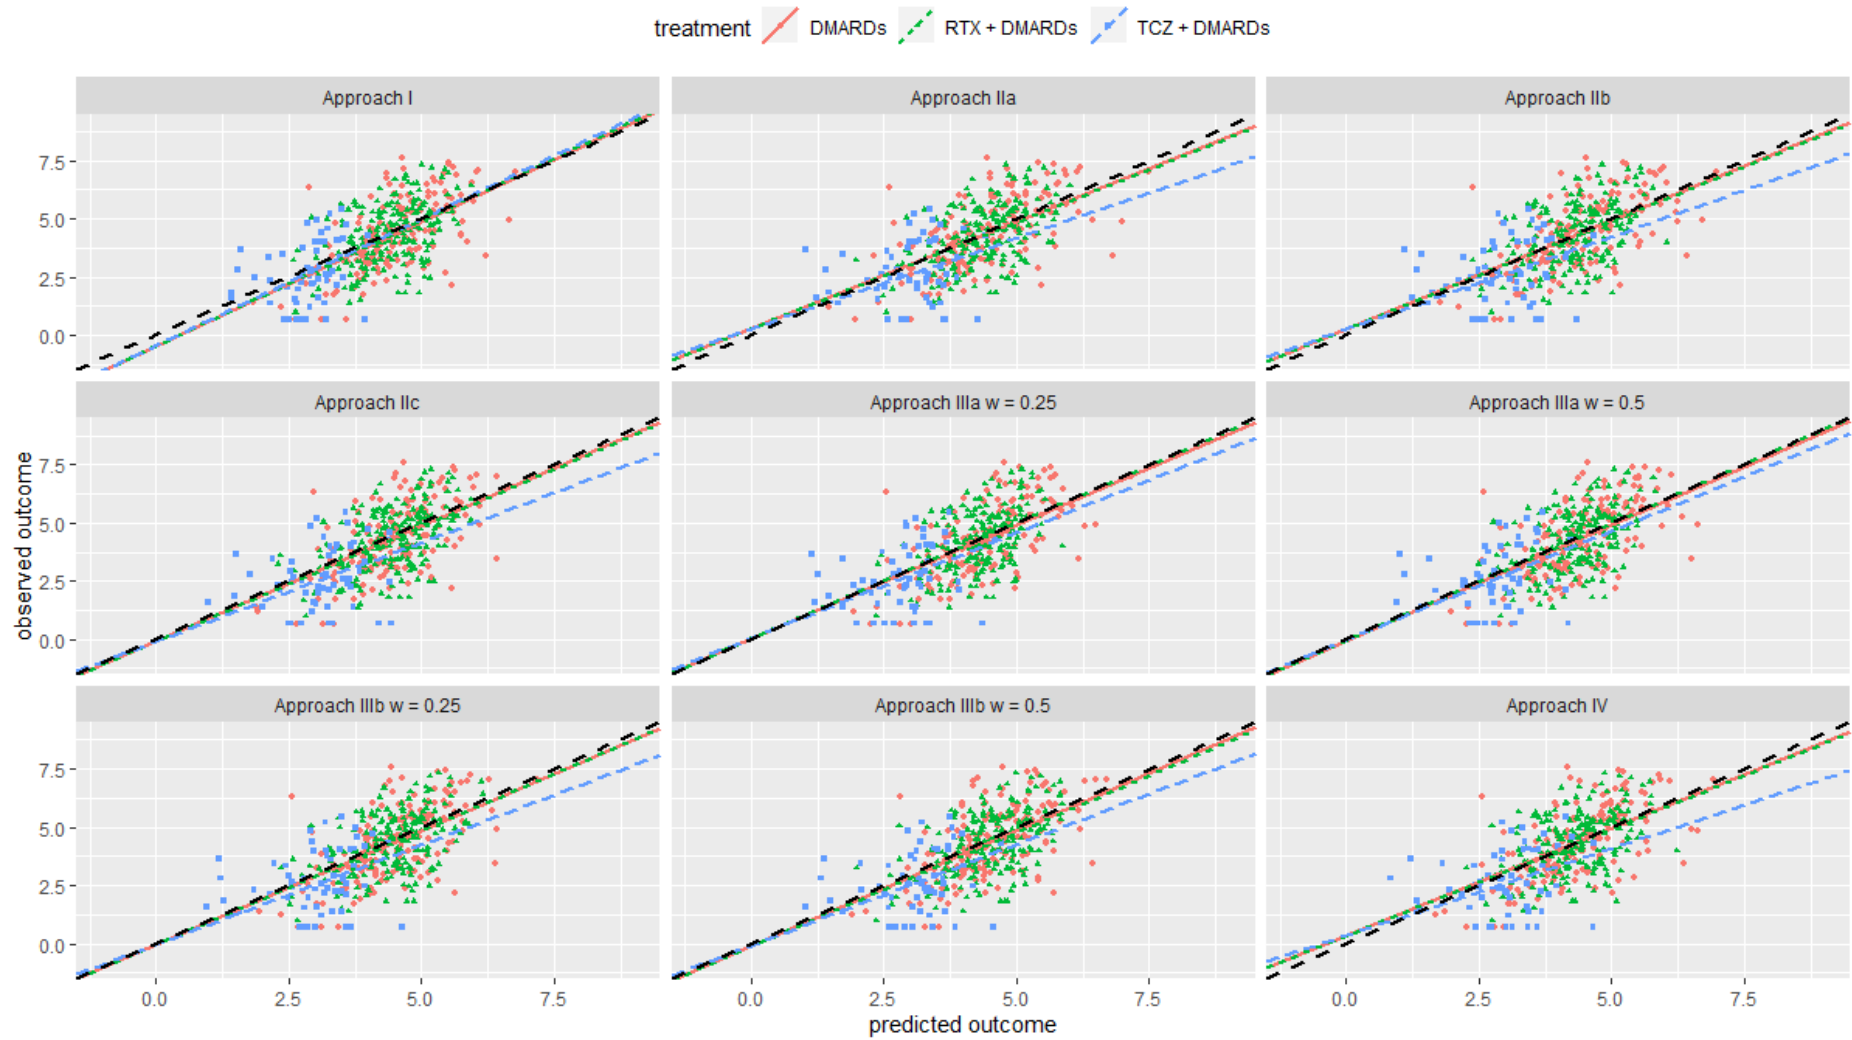 treatment DMARDs RTX + DMARDs TCZ + DMARDs
Approach I Approach IIa Approach IIb
7.5
5.0
2.5
0.0
Approach IIc Approach IIIa w = 0.25 Approach IIIa w = 0.5
7.5
5.0
2.5
0.0
observed outcome
Approach IIIb w = 0.25 Approach IIIb w = 0.5 Approach IV
7.5
5.0
2.5
0.0
0.0 2.5 5.0 7.5 0.0 2.5 5.0 7.5 0.0 2.5 5.0 7.5
predicted outcome